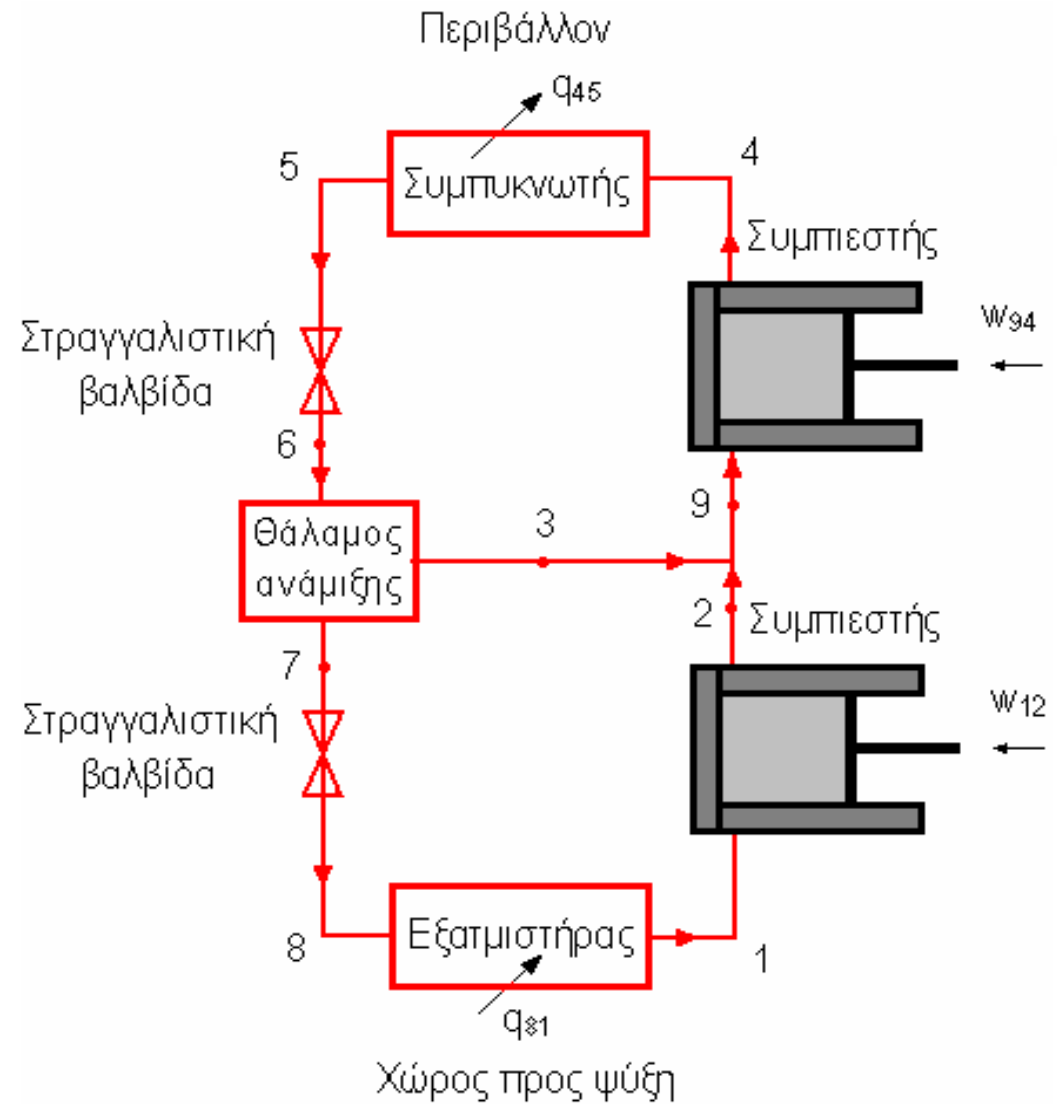 Περιβάλλον
q45
5
Συμπυκνωτής
4
Συμπιεστής
Στραγγαλιστική
βαλβίδα
w94
6
9
Θάλαμος
ανάμιξης
3
2
Συμπιεστής
7
Στραγγαλιστική
βαλβίδα
w12
8
Εξατμιστήρας
1
q81
Χώρος προς ψύξη